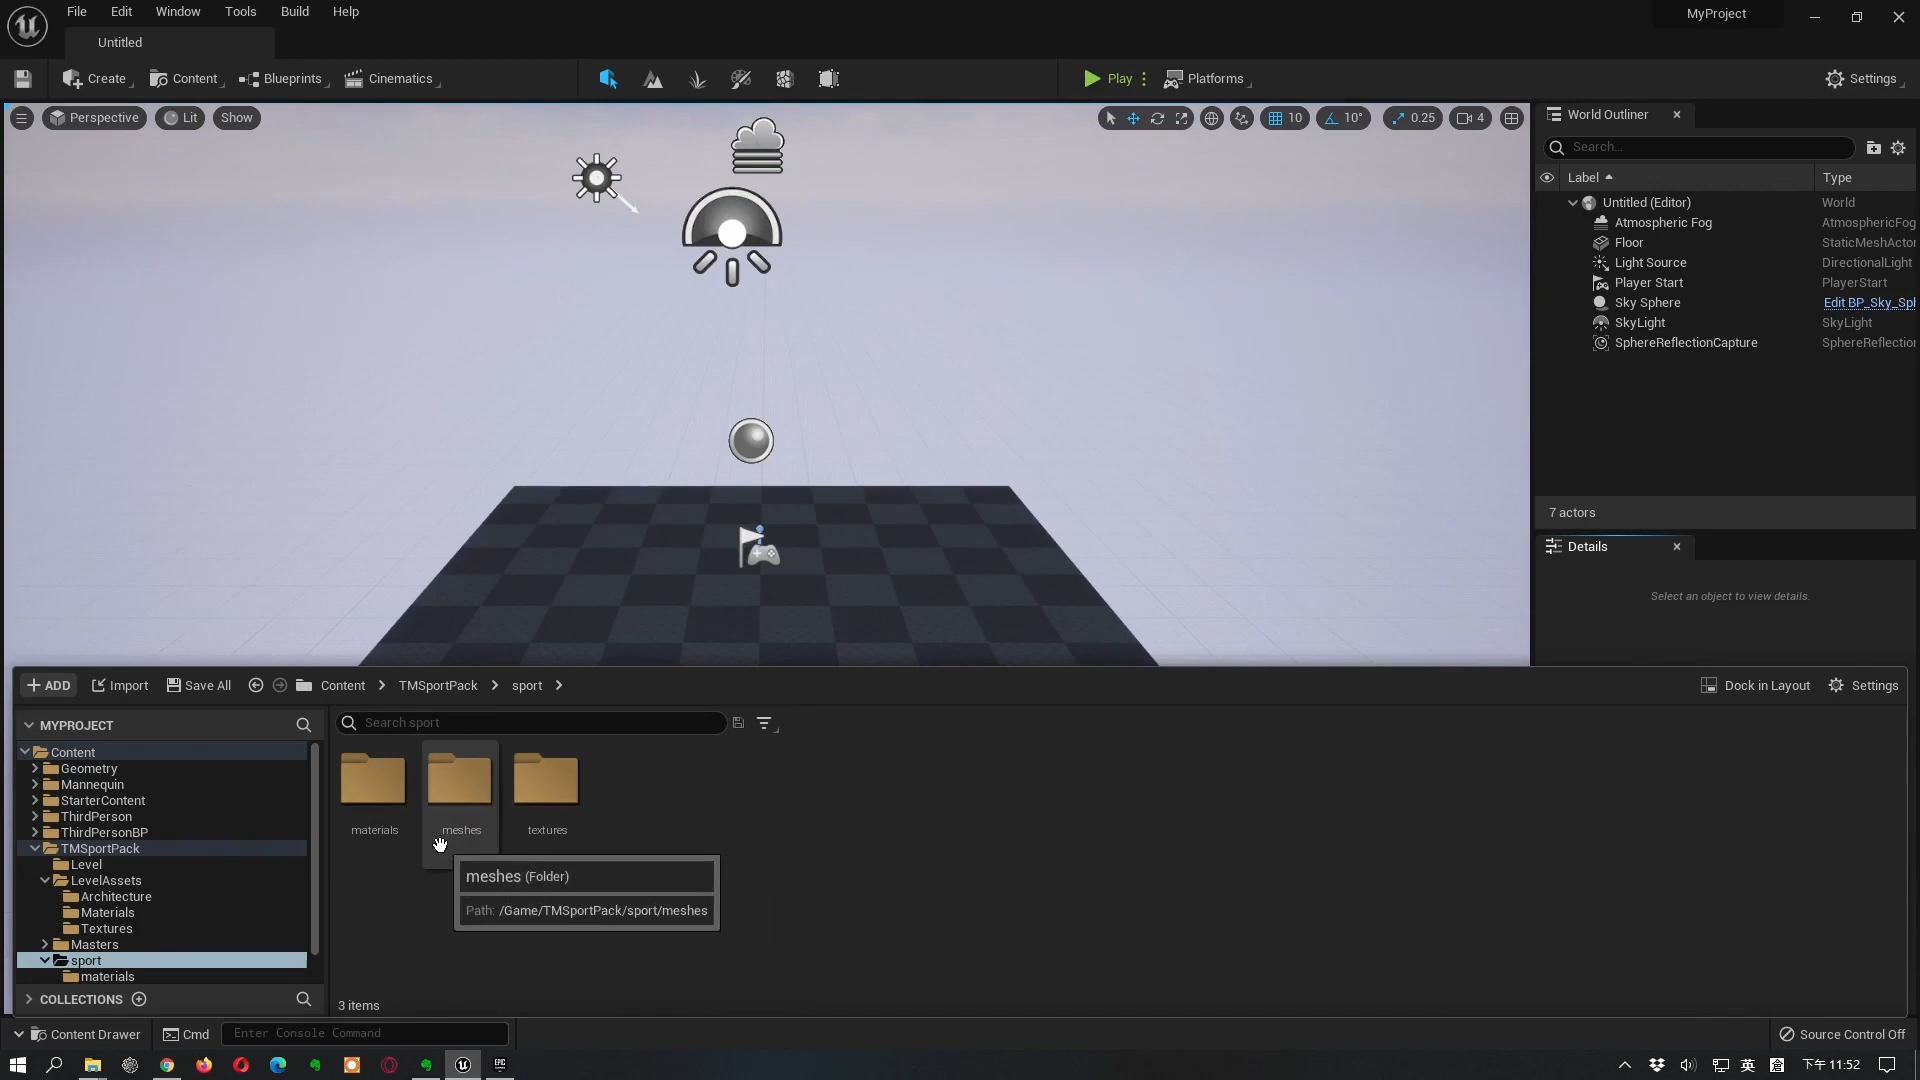 File Edit Window Tools Build Help
MyProject
Untitled
Create Content Blueprints Cinematics
Play Platforms
Settings
Perspective Lit Show
10 10° 0.25 4
World Outliner
Search...
Label Type
Untitled (Editor) World
Atmospheric Fog AtmosphericFog
Floor StaticMeshActor
Light Source DirectionalLight
Player Start PlayerStart
Sky Sphere Edit BP_Sky_Sph
SkyLight SkyLight
SphereReflectionCapture SphereReflection
7 actors
Details
Select an object to view details.
ADD Import Save All Content TMSportPack sport
Dock in Layout Settings
MYPROJECT
Search sport
Content
Geometry
Mannequin
StarterContent
ThirdPerson
ThirdPersonBP
TMSportPack
Level
LevelAssets
Architecture
Materials
Textures
Masters
sport
materials
materials meshes textures
meshes (Folder)
Path: /Game/TMSportPack/sport/meshes
COLLECTIONS
3 items
Content Drawer Cmd Enter Console Command
Source Control Off
EPIC
英
下午 11:52